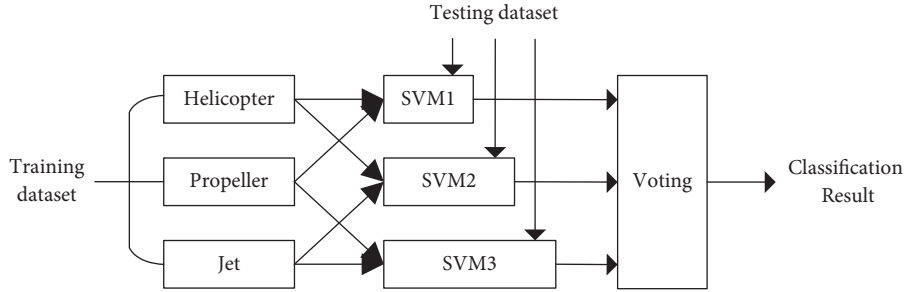 Testing dataset
Helicopter
SVM1
Training
dataset
Propeller
SVM2
Voting
Classification
Result
Jet
SVM3